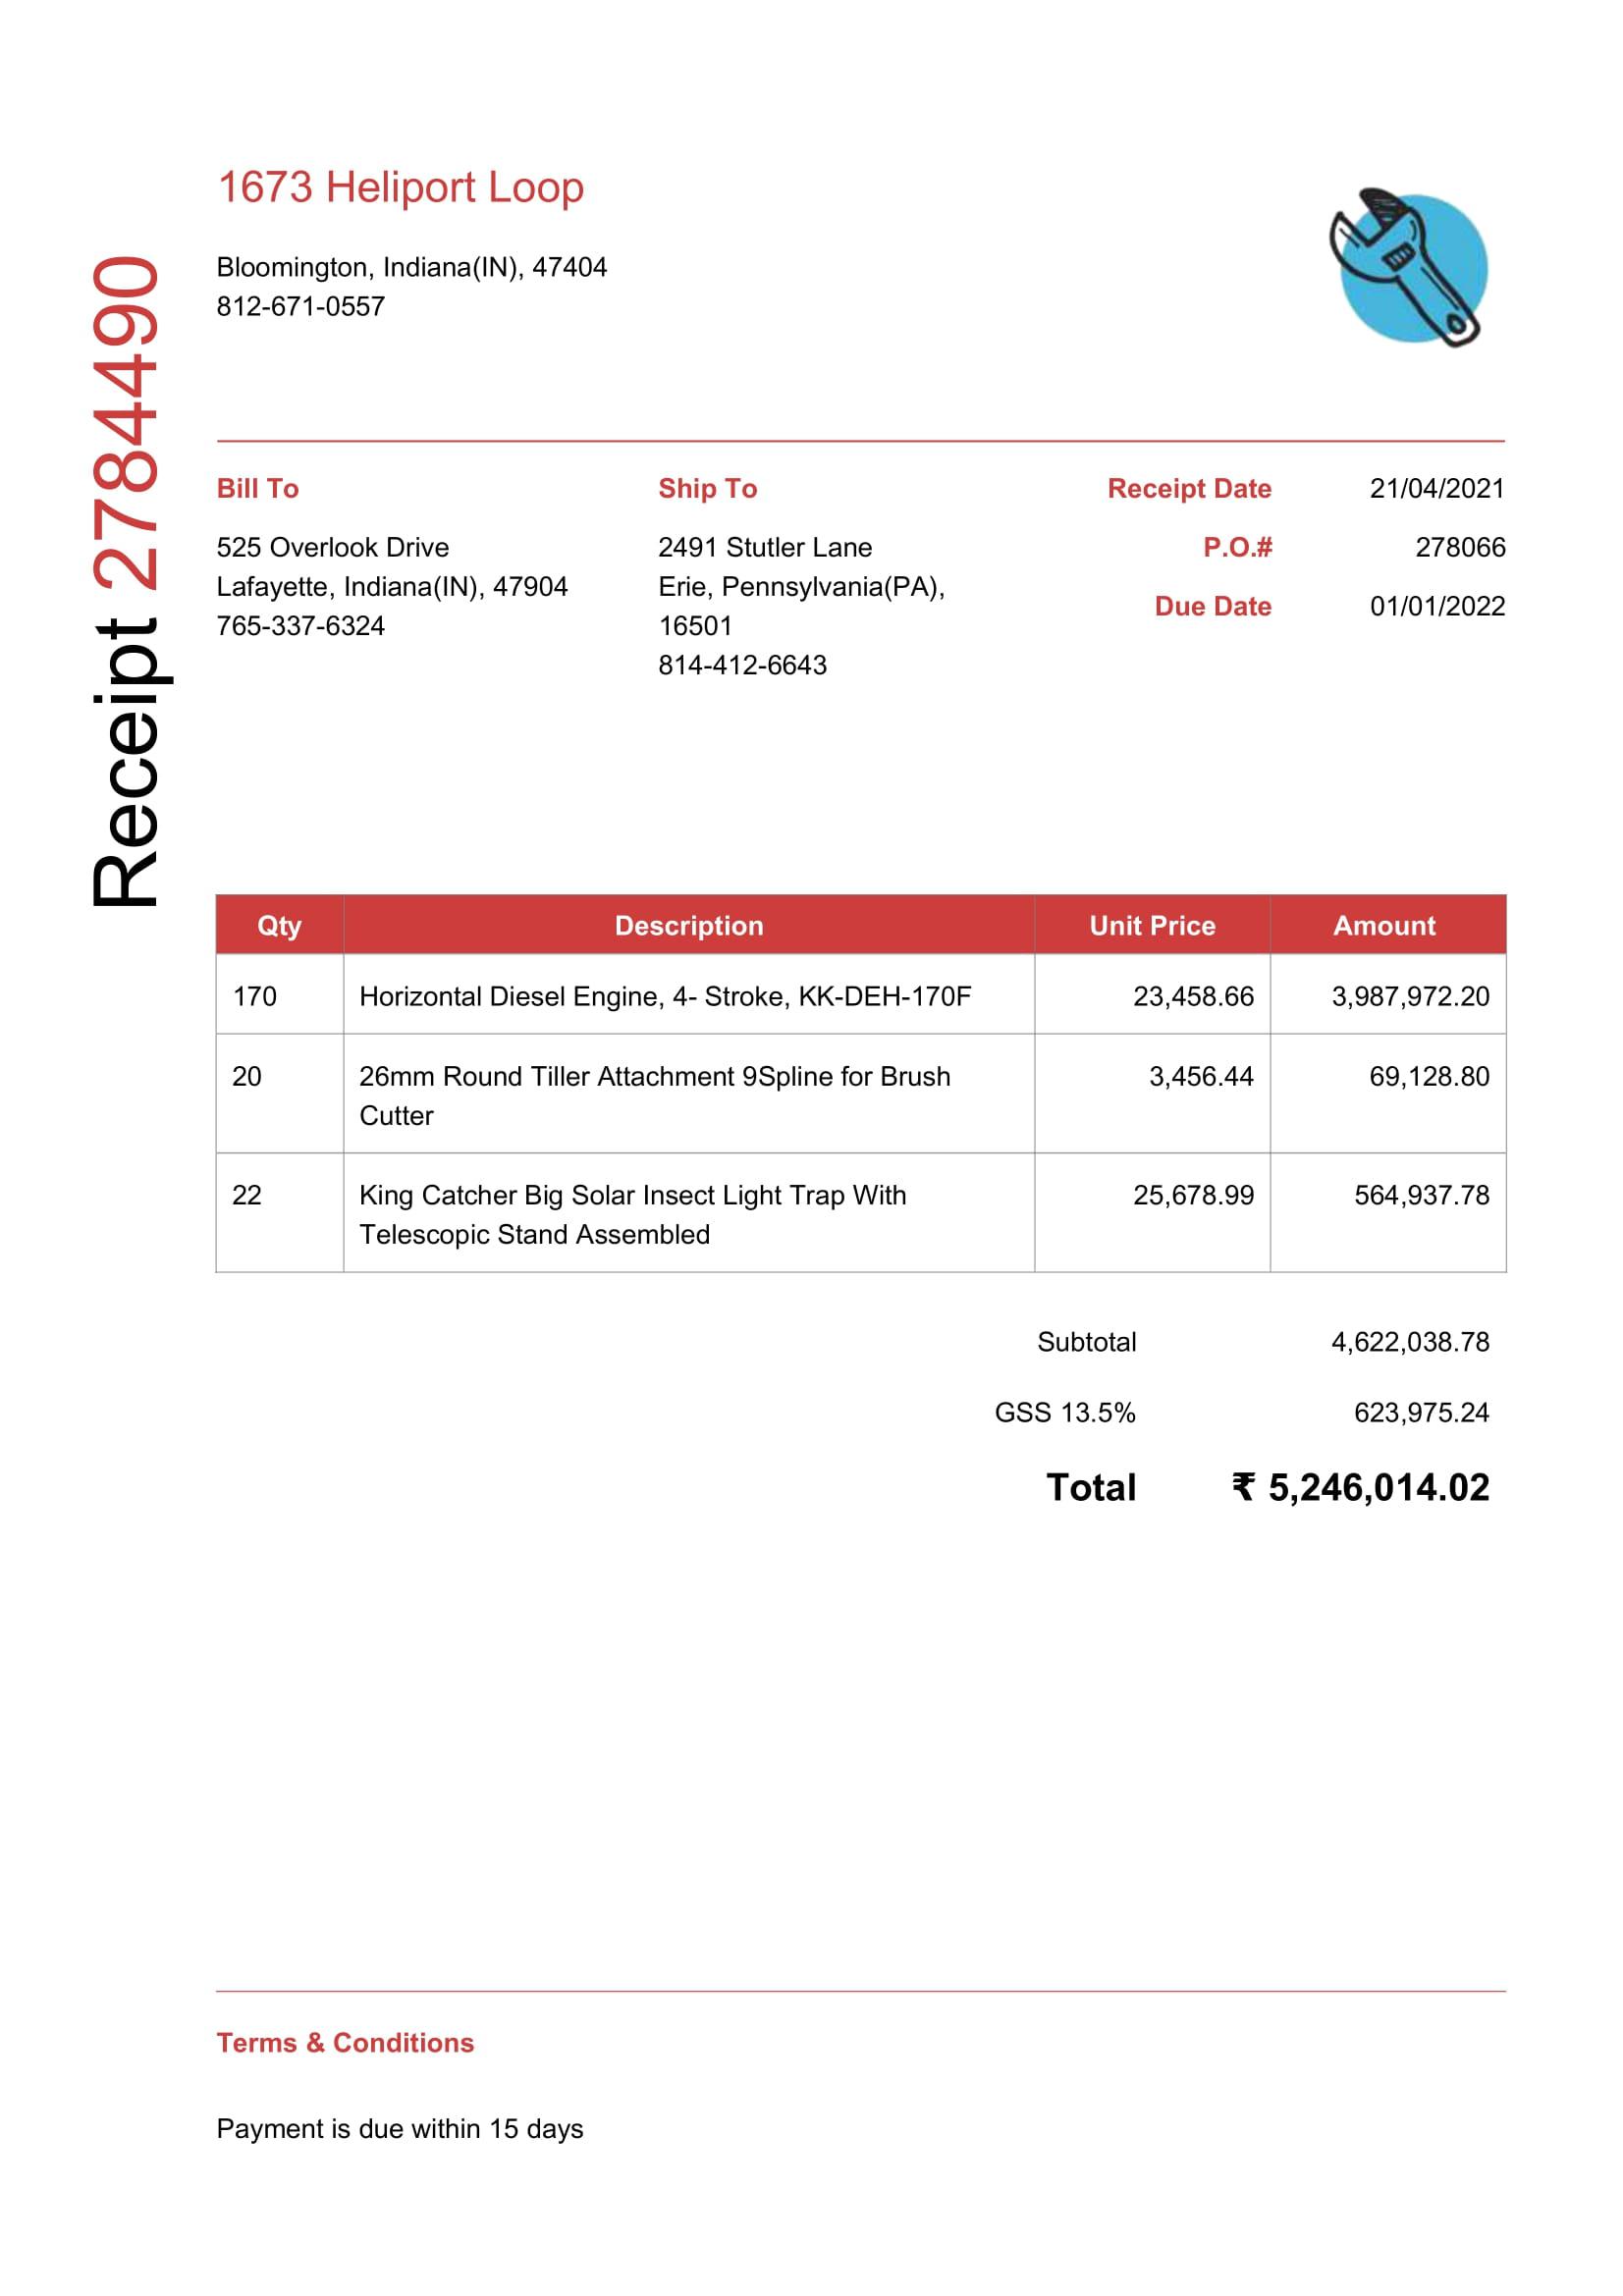 Receipt 2784490
1673 Heliport Loop
Bloomington, Indiana(IN), 47404
812-671-0557
Bill To
525 Overlook Drive
Lafayette, Indiana(IN), 47904
765-337-6324
Ship To
2491 Stutler Lane
Erie, Pennsylvania(PA),
16501
814-412-6643
Receipt Date 21/04/2021
P.O.# 278066
Due Date 01/01/2022
Qty Description Unit Price Amount
170 Horizontal Diesel Engine, 4- Stroke, KK-DEH-170F 23,458.66 3,987,972.20
20 26mm Round Tiller Attachment 9Spline for Brush 3,456.44 69,128.80
Cutter
22 King Catcher Big Solar Insect Light Trap With 25,678.99 564,937.78
Telescopic Stand Assembled
Subtotal 4,622,038.78
GSS 13.5% 623,975.24
Total ₹ 5,246,014.02
Terms & Conditions
Payment is due within 15 days